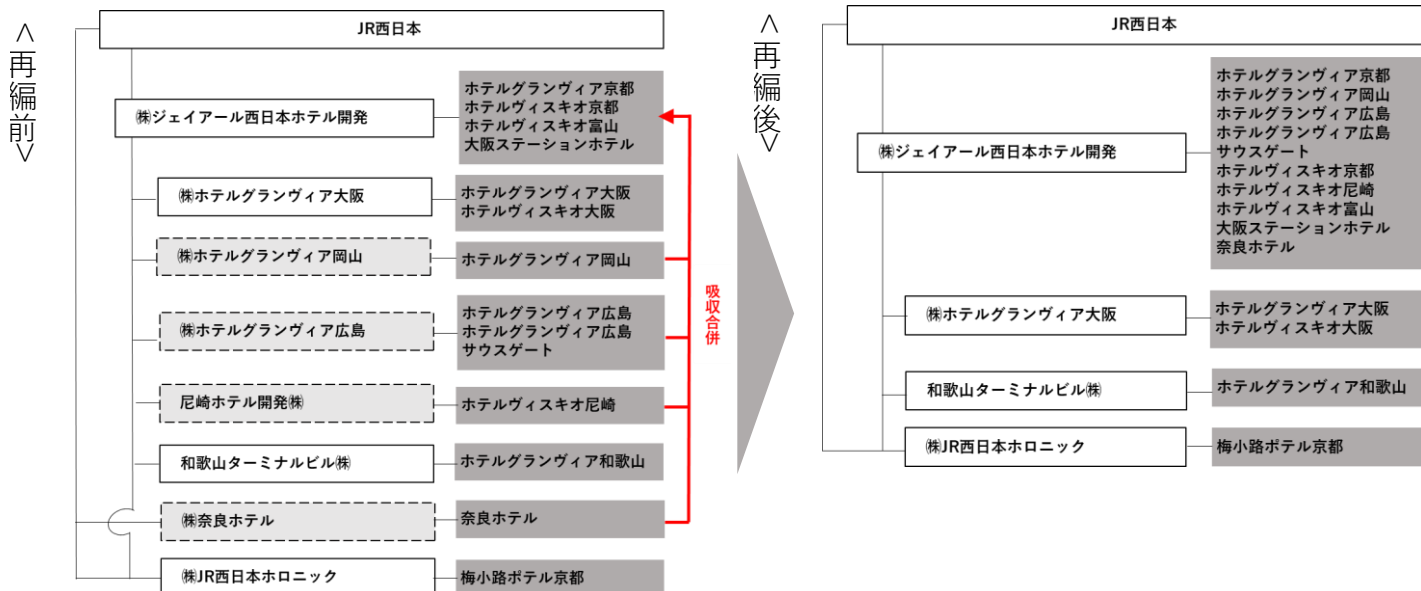 <再編前>
JR西日本
㈱ジェイアール西日本ホテル開発
ホテルグランヴィア京都
ホテルヴィスキオ京都
ホテルヴィスキオ富山
大阪ステーションホテル
㈱ホテルグランヴィア大阪
ホテルグランヴィア大阪
ホテルヴィスキオ大阪
㈱ホテルグランヴィア岡山
ホテルグランヴィア岡山
㈱ホテルグランヴィア広島
ホテルグランヴィア広島
ホテルグランヴィア広島
サウスゲート
尼崎ホテル開発㈱
ホテルヴィスキオ尼崎
和歌山ターミナルビル㈱
ホテルグランヴィア和歌山
㈱奈良ホテル
奈良ホテル
㈱JR西日本ホロニック
梅小路ポテル京都
吸収合併
<再編後>
JR西日本
㈱ジェイアール西日本ホテル開発
ホテルグランヴィア京都
ホテルグランヴィア岡山
ホテルグランヴィア広島
ホテルグランヴィア広島
サウスゲート
ホテルヴィスキオ京都
ホテルヴィスキオ尼崎
ホテルヴィスキオ富山
大阪ステーションホテル
奈良ホテル
㈱ホテルグランヴィア大阪
ホテルグランヴィア大阪
ホテルヴィスキオ大阪
和歌山ターミナルビル㈱
ホテルグランヴィア和歌山
㈱JR西日本ホロニック
梅小路ポテル京都